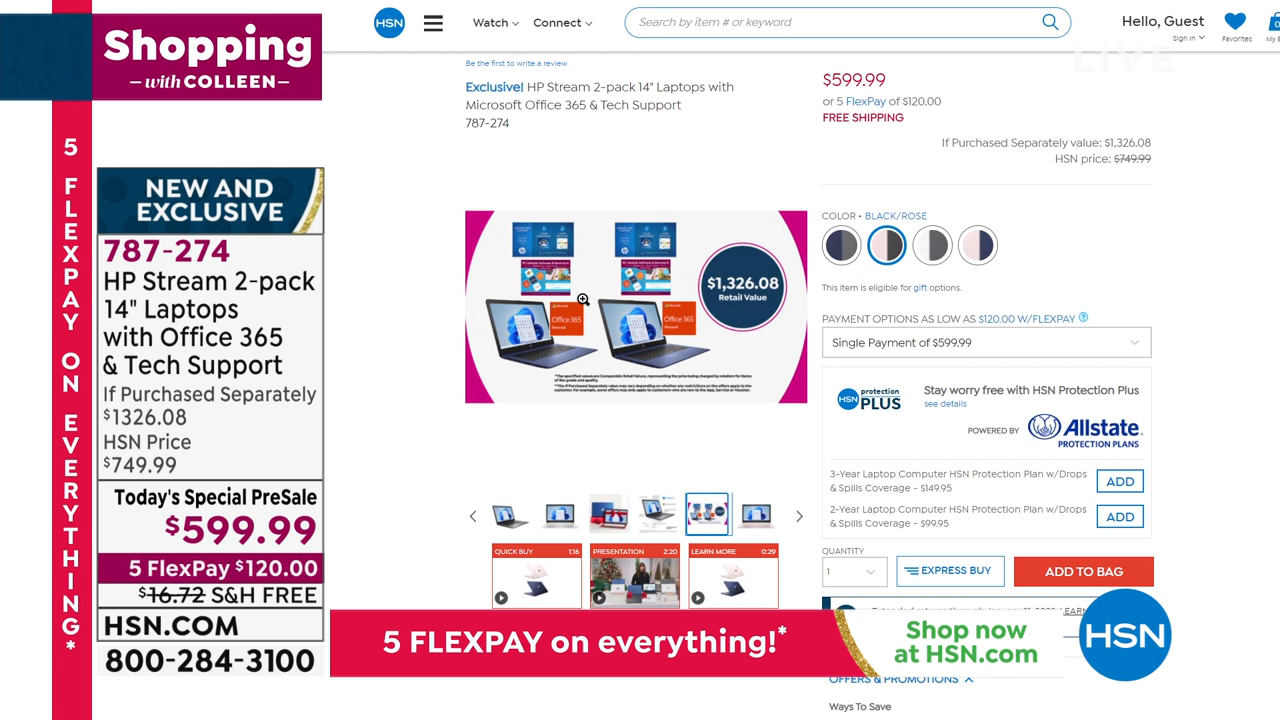 Shopping
with COLLEEN
5 FLEXPAY ON EVERYTHING*
NEW AND
EXCLUSIVE
787-274
HP Stream 2-pack
14" Laptops
with Office 365
& Tech Support
If Purchased Separately
$1326.08
HSN Price
$749.99
Today's Special PreSale
$599.99
5 FlexPay $120.00
$16.72 S&H FREE
HSN.COM
800-284-3100
HSN
Watch
Connect
Search by item # or keyword
Hello, Guest
Sign In
Favorites
LIVE
Be the first to write a review
Exclusive! HP Stream 2-pack 14" Laptops with
Microsoft Office 365 & Tech Support
787-274
$1,326.08
Retail Value
Office 365
Office 365
QUICK BUY 1:16
PRESENTATION 2:20
LEARN MORE 0:29
$599.99
or 5 FlexPay of $120.00
FREE SHIPPING
If Purchased Separately value: $1,326.08
HSN price: $749.99
COLOR • BLACK/ROSE
This item is eligible for gift options.
PAYMENT OPTIONS AS LOW AS $120.00 W/FLEXPAY
Single Payment of $599.99
HSN protection PLUS
Stay worry free with HSN Protection Plus
see details
POWERED BY Allstate
PROTECTION PLANS
3-Year Laptop Computer HSN Protection Plan w/Drops
& Spills Coverage - $149.95
ADD
2-Year Laptop Computer HSN Protection Plan w/Drops
& Spills Coverage - $99.95
ADD
QUANTITY
1
EXPRESS BUY
ADD TO BAG
5 FLEXPAY on everything!*
Shop now
at HSN.com
HSN
OFFERS & PROMOTIONS
Ways To Save